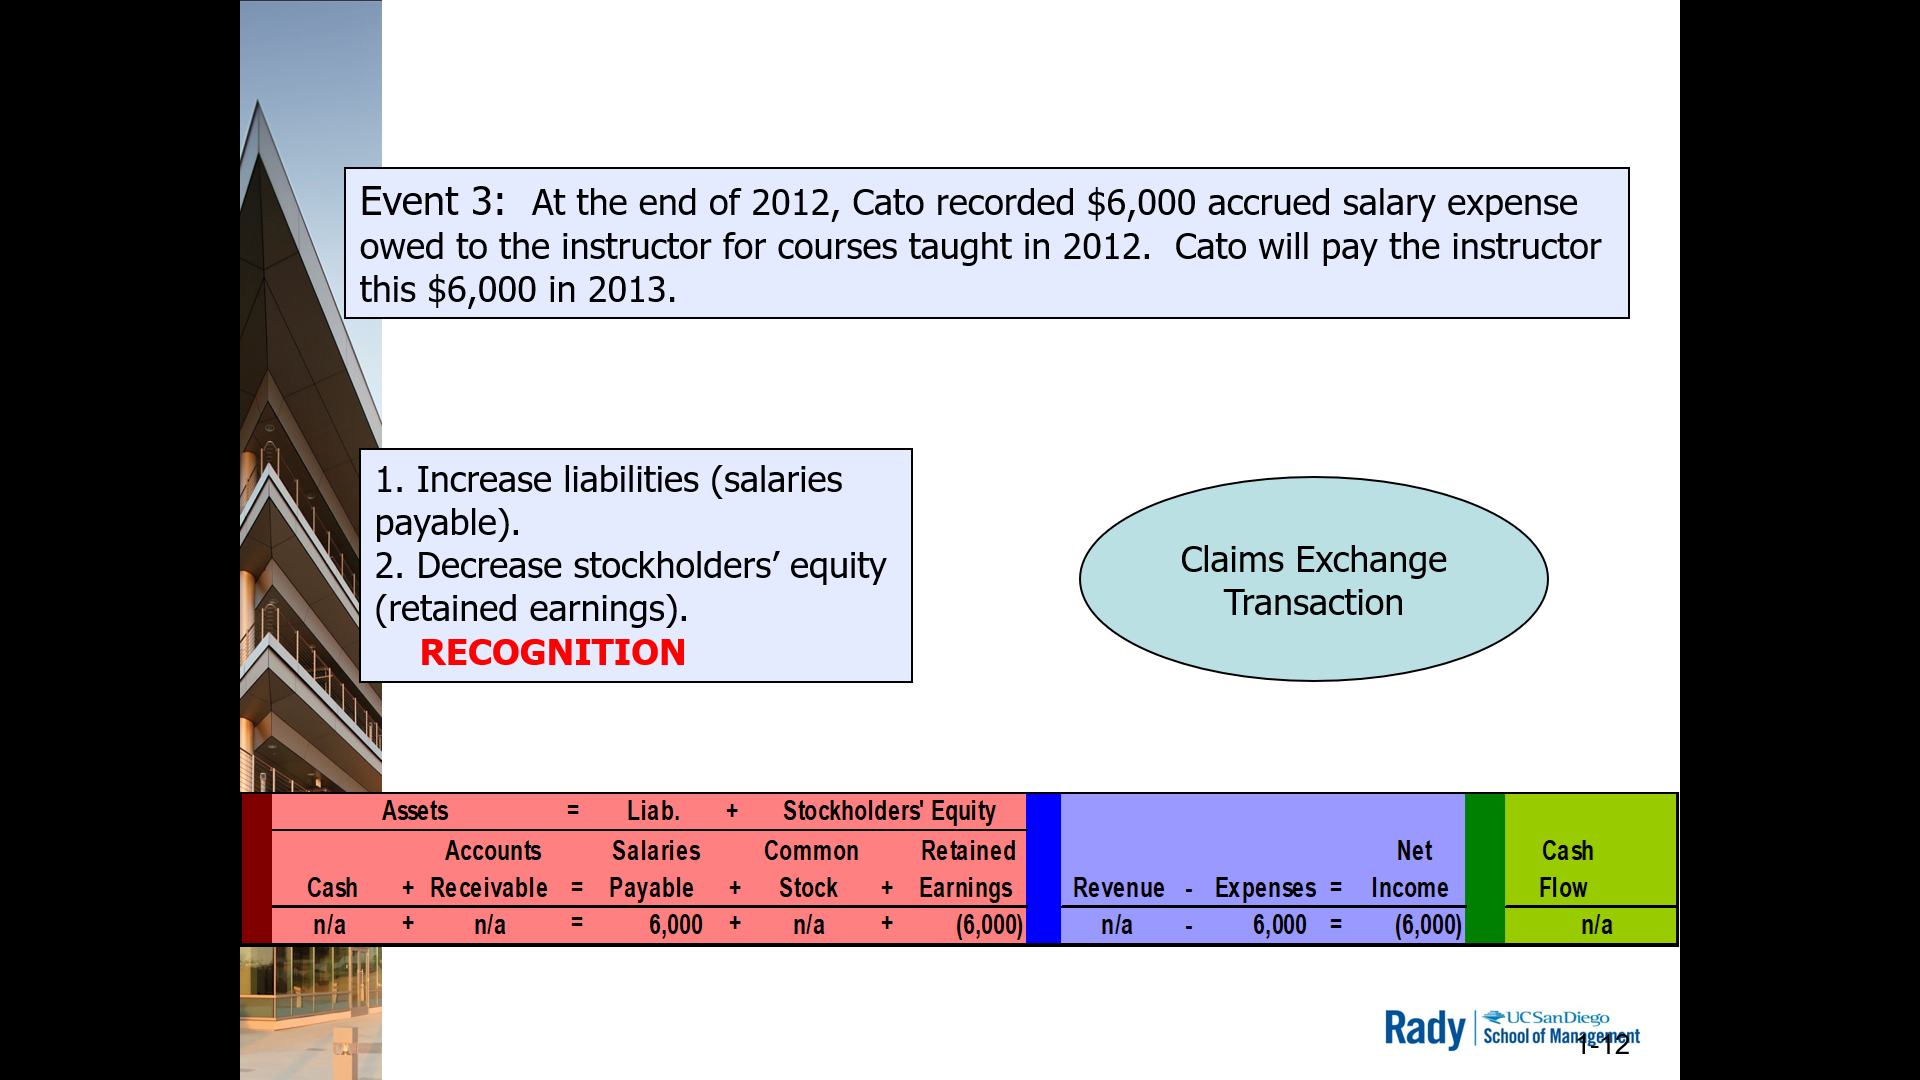 Event 3: At the end of 2012, Cato recorded $6,000 accrued salary expense
owed to the instructor for courses taught in 2012. Cato will pay the instructor
this $6,000 in 2013.
1. Increase liabilities (salaries
payable).
2. Decrease stockholders’ equity
(retained earnings).
RECOGNITION
Claims Exchange
Transaction
Assets = Liab. + Stockholders' Equity
Accounts Salaries Common Retained Net Cash
Cash + Receivable = Payable + Stock + Earnings Revenue - Expenses = Income Flow
n/a + n/a = 6,000 + n/a + (6,000) n/a - 6,000 = (6,000) n/a
Rady UC San Diego
School of Management
1-12